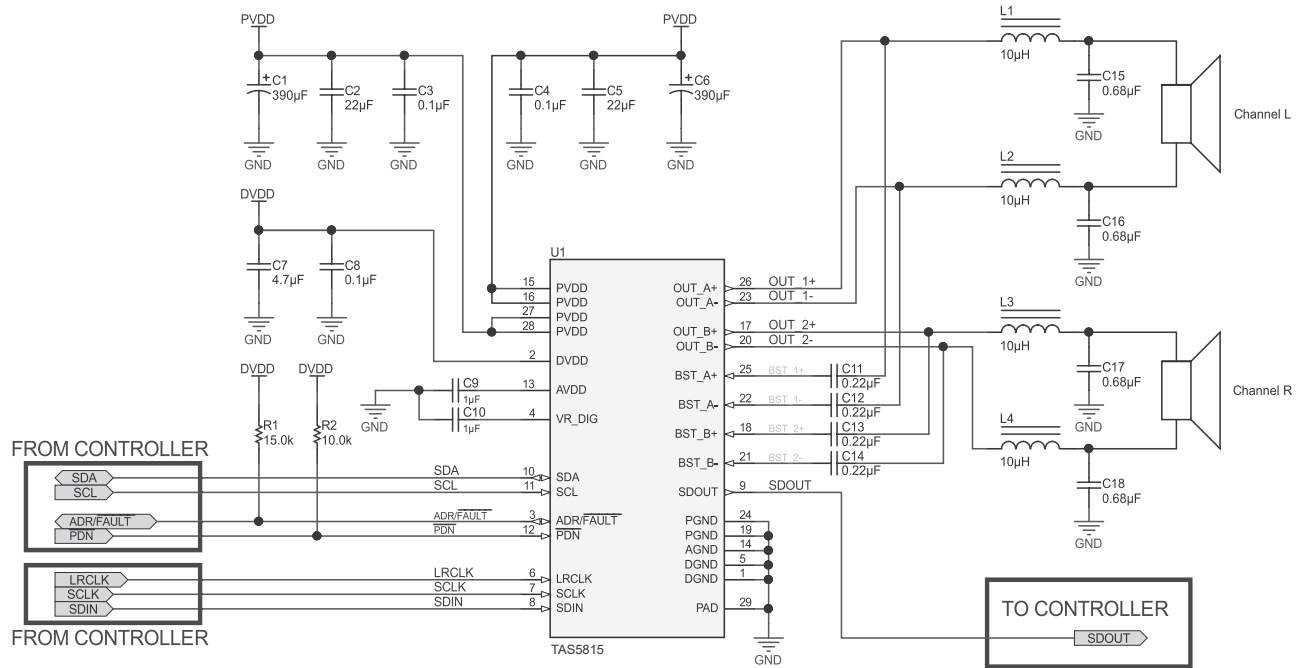 PVDD
C1
390µF
C2
22µF
C3
0.1µF
GND
GND
GND
PVDD
C4
0.1µF
C5
22µF
C6
390µF
GND
GND
GND
DVDD
C7
4.7µF
C8
0.1µF
GND
GND
DVDD
DVDD
R1
15.0k
R2
10.0k
GND
C9
1µF
C10
1µF
FROM CONTROLLER
SDA
SCL
ADR/FAULT
PDN
LRCLK
SCLK
SDIN
FROM CONTROLLER
SDA
SCL
ADR/FAULT
PDN
LRCLK
SCLK
SDIN
U1
15 PVDD
16 PVDD
27 PVDD
28 PVDD
2 DVDD
13 AVDD
4 VR_DIG
10 SDA
11 SCL
3 ADR/FAULT
12 PDN
6 LRCLK
7 SCLK
8 SDIN
OUT_A+ 26 OUT_1+
OUT_A- 23 OUT_1-
OUT_B+ 17 OUT_2+
OUT_B- 20 OUT_2-
BST_A+ 25 BST_1+
BST_A- 22 BST_1-
BST_B+ 18 BST_2+
BST_B- 21 BST_2-
SDOUT 9 SDOUT
PGND 24
PGND 19
AGND 14
DGND 5
DGND 1
PAD 29
TAS5815
GND
C11
0.22µF
C12
0.22µF
C13
0.22µF
C14
0.22µF
L1
10µH
C15
0.68µF
GND
Channel L
L2
10µH
C16
0.68µF
GND
L3
10µH
C17
0.68µF
GND
Channel R
L4
10µH
C18
0.68µF
GND
TO CONTROLLER
SDOUT